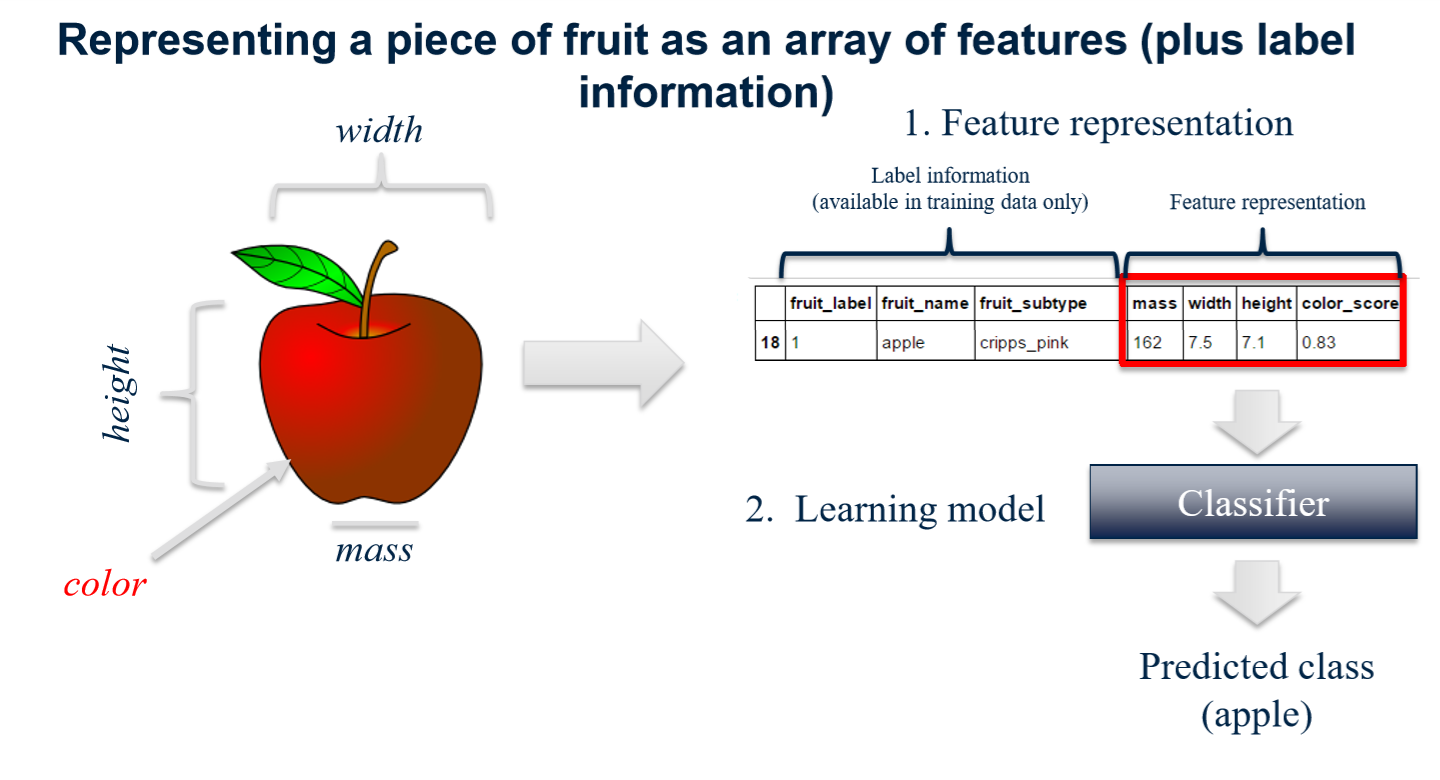 Representing a piece of fruit as an array of features (plus label
information)
width
height
color
mass
1. Feature representation
Label information
(available in training data only)
Feature representation
fruit_label fruit_name fruit_subtype mass width height color_score
18 1 apple cripps_pink 162 7.5 7.1 0.83
2. Learning model
Classifier
Predicted class
(apple)